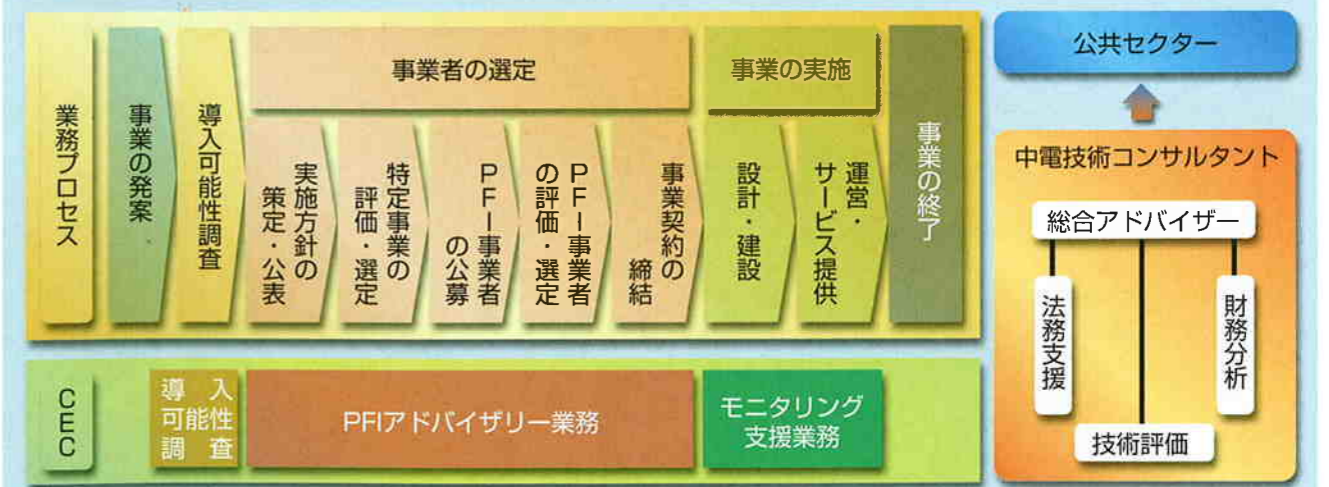 業務プロセス
事業の発案
導入可能性調査
事業者の選定
実施方針の
策定・公表
特定事業の
評価・選定
PFI事業者
の公募
PFI事業者
の評価・選定
事業契約の
締結
事業の実施
設計・建設
運営・
サービス提供
事業の終了
CEC
導入
可能性
調査
PFIアドバイザリー業務
モニタリング
支援業務
公共セクター
中電技術コンサルタント
総合アドバイザー
法務支援
技術評価
財務分析